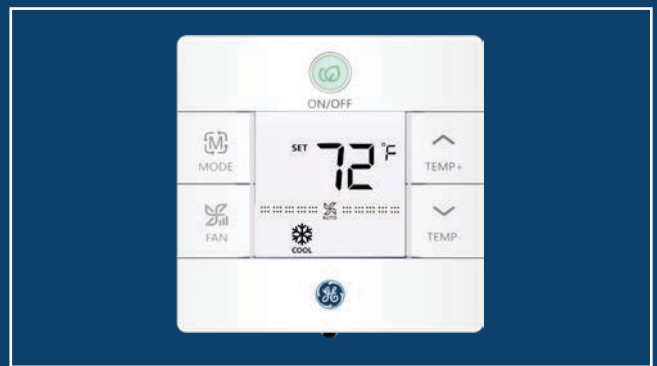 ON/OFF
M
MODE
SET 72 °F
TEMP+
AUTO
FAN
COOL
TEMP-
GE